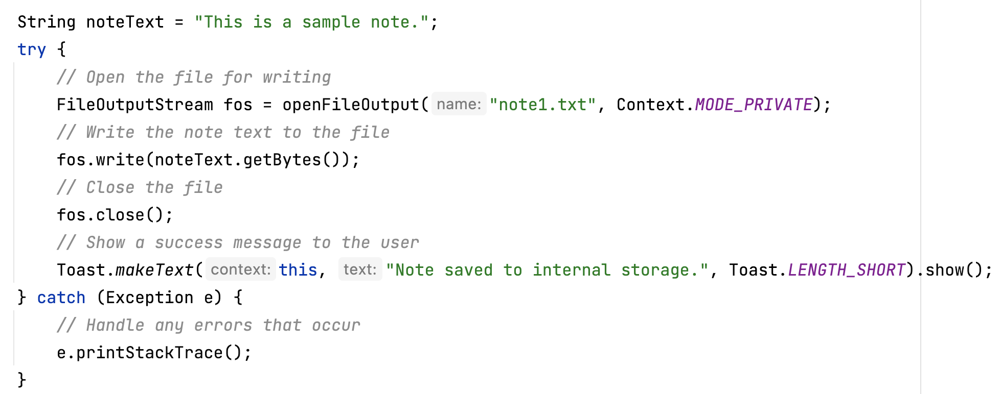 String noteText = "This is a sample note.";
try {
    // Open the file for writing
    FileOutputStream fos = openFileOutput( name: "note1.txt", Context.MODE_PRIVATE);
    // Write the note text to the file
    fos.write(noteText.getBytes());
    // Close the file
    fos.close();
    // Show a success message to the user
    Toast.makeText( context: this, text: "Note saved to internal storage.", Toast.LENGTH_SHORT).show();
} catch (Exception e) {
    // Handle any errors that occur
    e.printStackTrace();
}